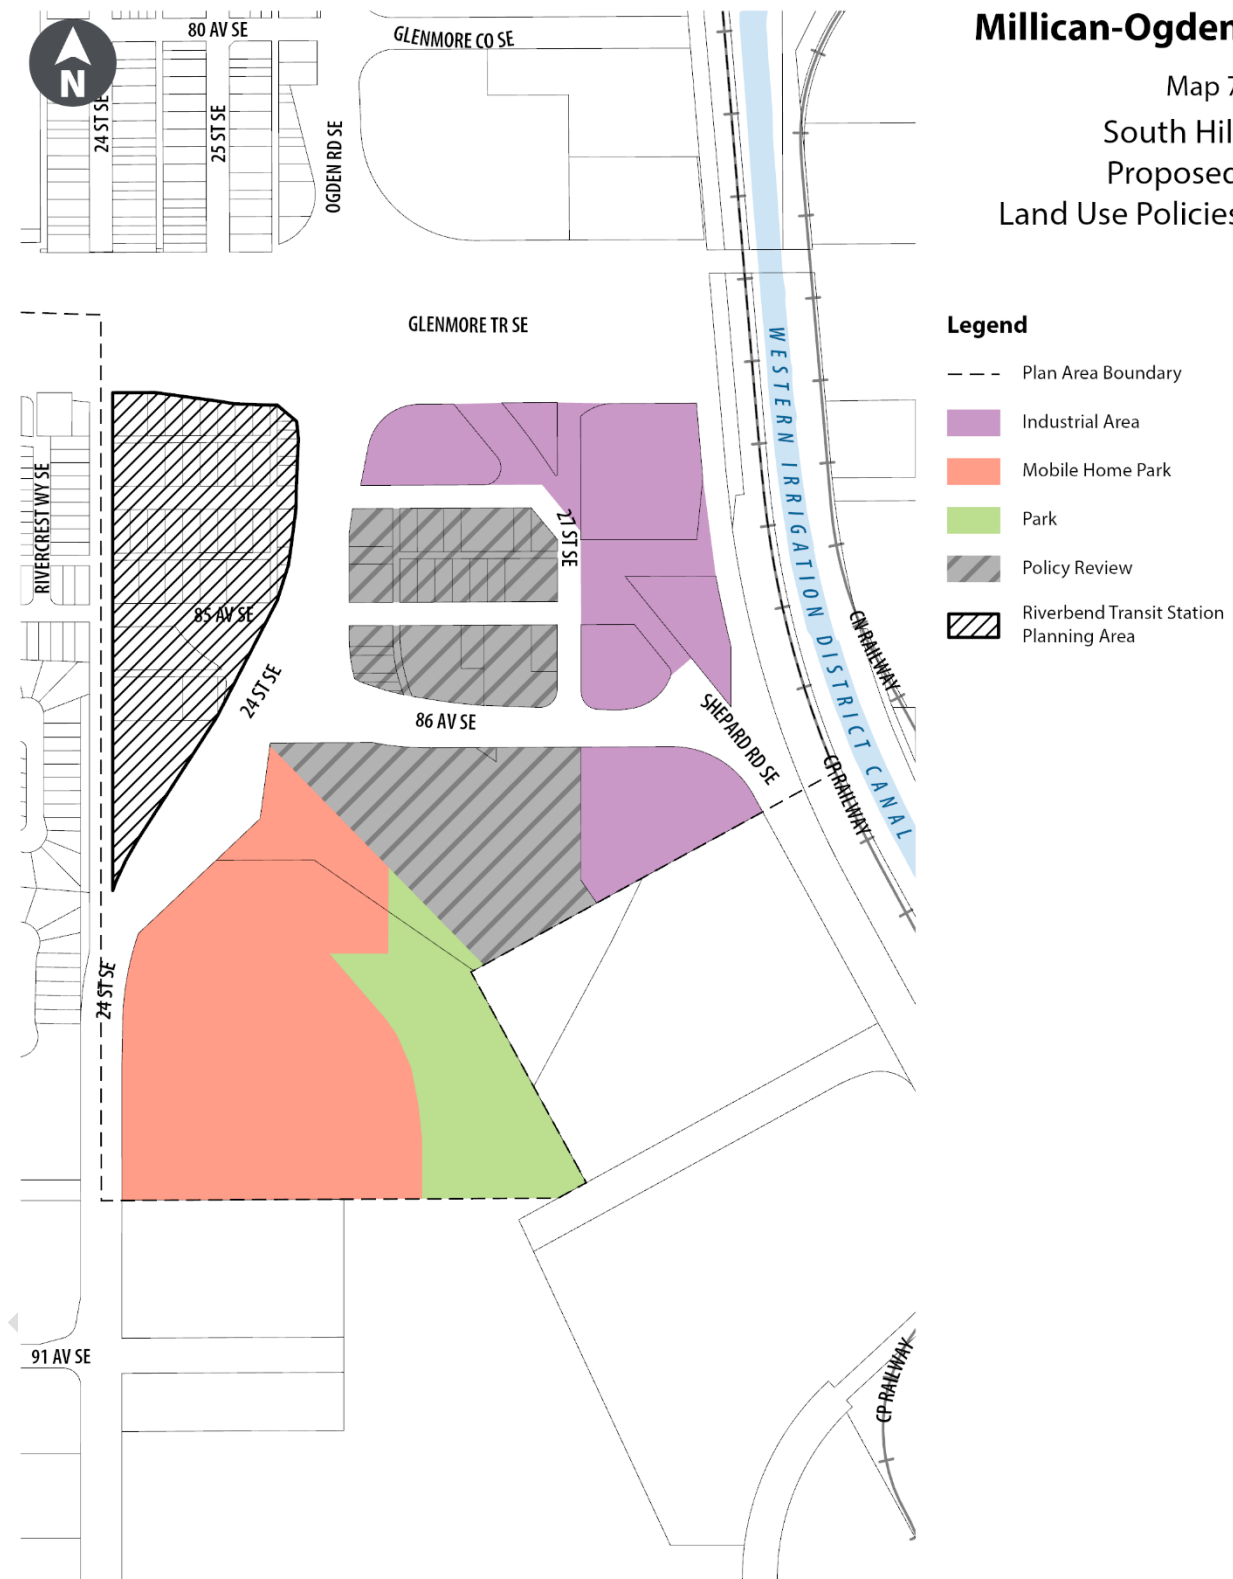 Millican-Ogden
Map 7
South Hil
Proposed
Land Use Policies
N
80 AV SE
GLENMORE CO SE
24 ST SE
25 ST SE
OGDEN RD SE
GLENMORE TR SE
Legend
Plan Area Boundary
Industrial Area
Mobile Home Park
Park
Policy Review
Riverbend Transit Station
Planning Area
WESTERN IRRIGATION DISTRICT CANAL
RIVERCREST WY SE
27 ST SE
85 AV SE
CN RAILWAY
24 ST SE
86 AV SE
SHEPARD RD SE
CP RAILWAY
24 ST SE
91 AV SE
CP RAILWAY